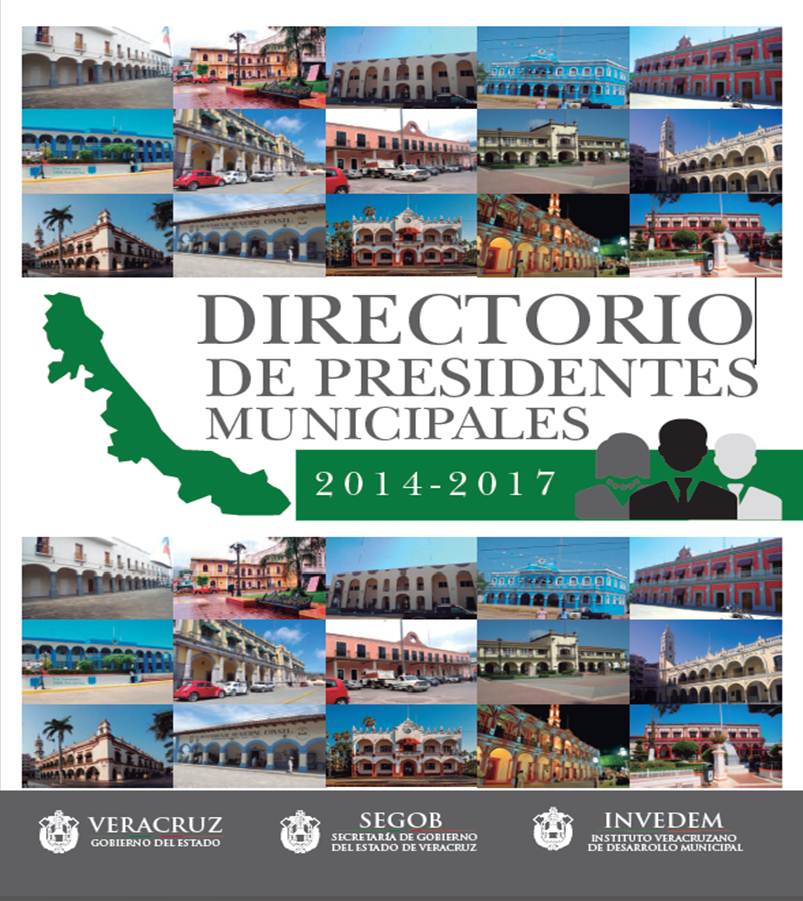 DIRECTORIO
DE PRESIDENTES
MUNICIPALES
2014-2017
VERACRUZ
GOBIERNO DEL ESTADO
SEGOB
SECRETARÍA DE GOBIERNO
DEL ESTADO DE VERACRUZ
INVEDEM
INSTITUTO VERACRUZANO
DE DESARROLLO MUNICIPAL